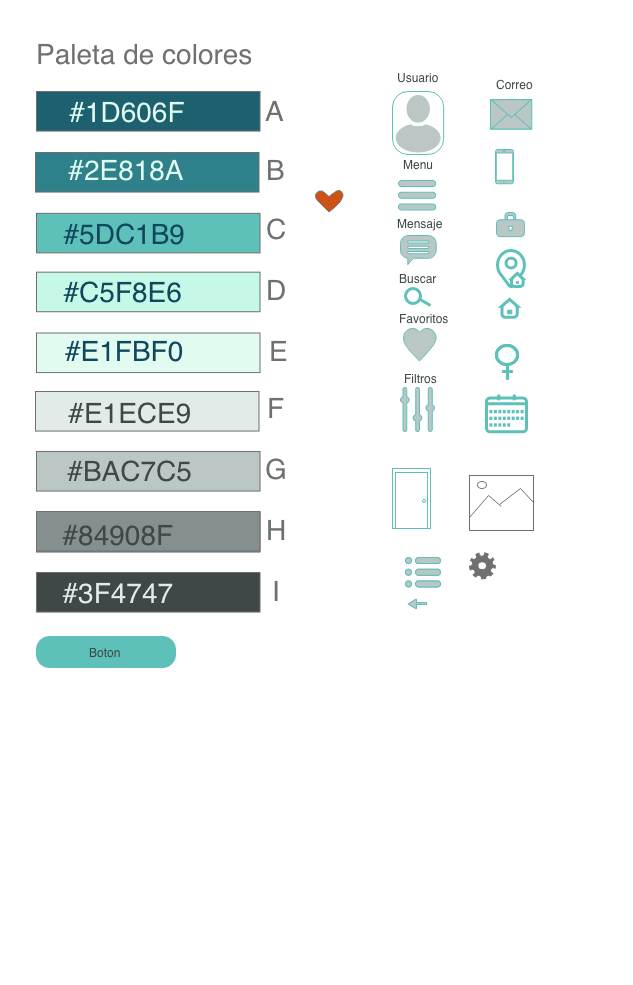 Paleta de colores
#1D606F A
#2E818A B
#5DC1B9 C
#C5F8E6 D
#E1FBF0 E
#E1ECE9 F
#BAC7C5 G
#84908F H
#3F4747 I
Boton
Usuario
Menu
Mensaje
Buscar
Favoritos
Filtros
Correo